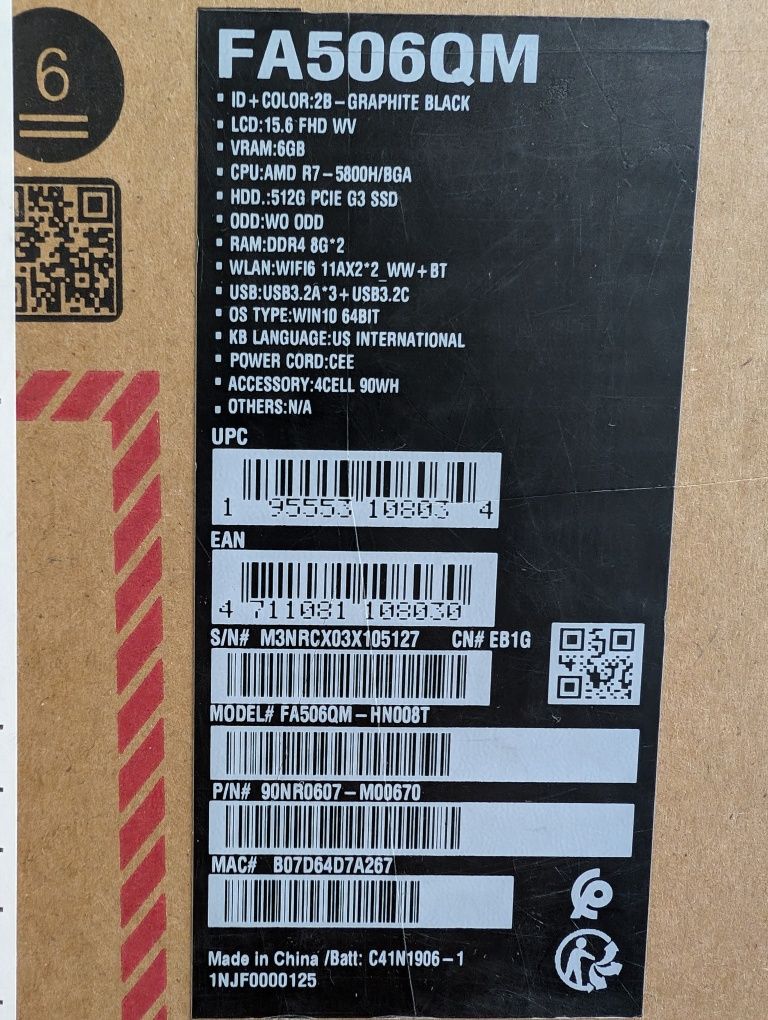 6
FA506QM
▪ ID+COLOR:2B-GRAPHITE BLACK
▪ LCD:15.6 FHD WV
▪ VRAM:6GB
▪ CPU:AMD R7-5800H/BGA
▪ HDD.:512G PCIE G3 SSD
▪ ODD:WO ODD
▪ RAM:DDR4 8G*2
▪ WLAN:WIFI6 11AX2*2_WW+BT
▪ USB:USB3.2A*3+USB3.2C
▪ OS TYPE:WIN10 64BIT
▪ KB LANGUAGE:US INTERNATIONAL
▪ POWER CORD:CEE
▪ ACCESSORY:4CELL 90WH
▪ OTHERS:N/A
UPC
1 95553 10803 4
EAN
4 711081 108030
S/N# M3NRCX03X105127 CN# EB1G
MODEL# FA506QM-HN008T
P/N# 90NR0607-M00670
MAC# B07D64D7A267
Made in China /Batt: C41N1906-1
1NJF0000125